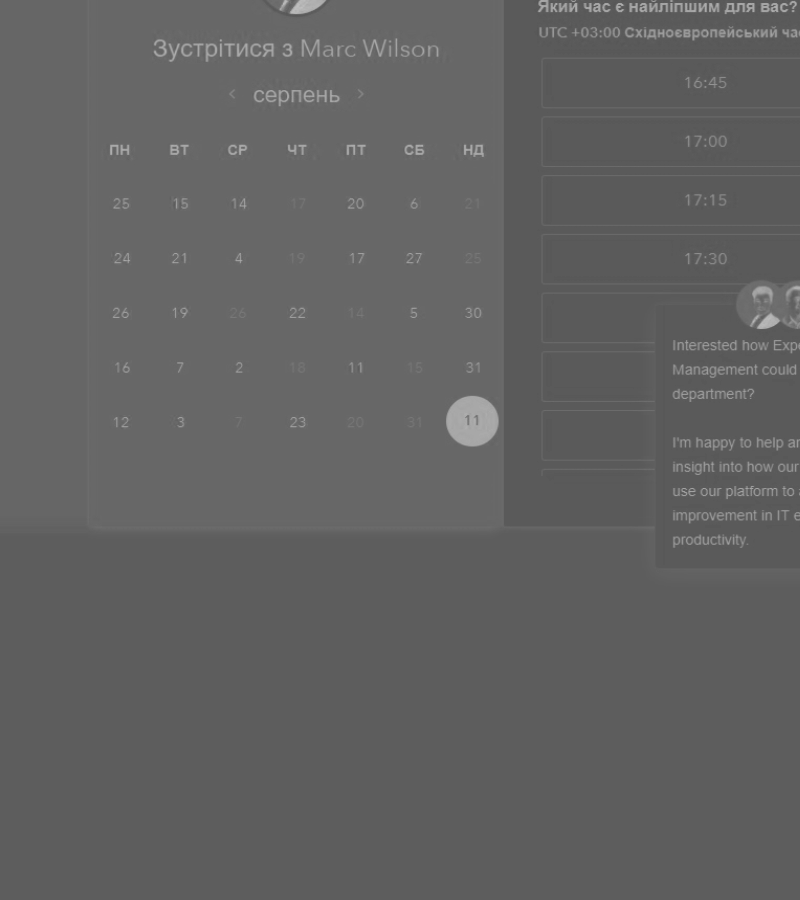 Зустрітися з Marc Wilson
‹ серпень ›
ПН ВТ СР ЧТ ПТ СБ НД
25 15 14 17 20 6 21
24 21 4 19 17 27 25
26 19 26 22 14 5 30
16 7 2 18 11 15 31
12 3 7 23 20 31 11
Який час є найліпшим для вас?
UTC +03:00 Східноєвропейський
16:45
17:00
17:15
17:30
Interested how
Management could
department?
I'm happy to help
insight into how our
use our platform to
improvement in IT
productivity.